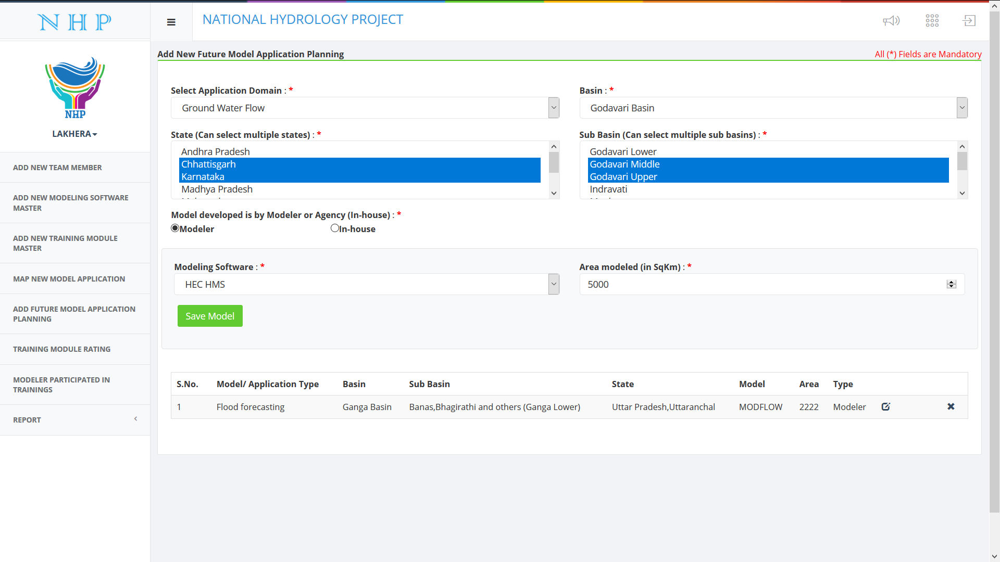 N H P
NATIONAL HYDROLOGY PROJECT
NHP
LAKHERA
ADD NEW TEAM MEMBER
ADD NEW MODELING SOFTWARE
MASTER
ADD NEW TRAINING MODULE
MASTER
MAP NEW MODEL APPLICATION
ADD FUTURE MODEL APPLICATION
PLANNING
TRAINING MODULE RATING
MODELER PARTICIPATED IN
TRAININGS
REPORT
Add New Future Model Application Planning
All (*) Fields are Mandatory
Select Application Domain : *
Ground Water Flow
Basin : *
Godavari Basin
State (Can select multiple states) : *
Andhra Pradesh
Chhattisgarh
Karnataka
Madhya Pradesh
Sub Basin (Can select multiple sub basins) : *
Godavari Lower
Godavari Middle
Godavari Upper
Indravati
Model developed is by Modeler or Agency (In-house) : *
Modeler In-house
Modeling Software : *
HEC HMS
Area modeled (in SqKm) : *
5000
Save Model
S.No. Model/ Application Type Basin Sub Basin State Model Area Type
1 Flood forecasting Ganga Basin Banas,Bhagirathi and others (Ganga Lower) Uttar Pradesh,Uttaranchal MODFLOW 2222 Modeler